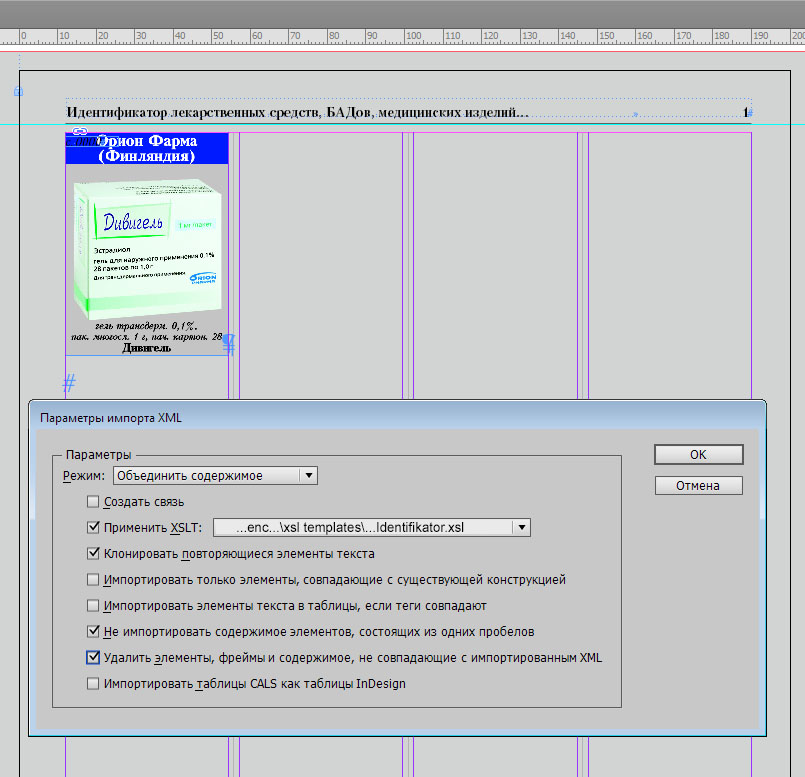 0 10 20 30 40 50 60 70 80 90 100 110 120 130 140 150 160 170 180 190 200
Идентификатор лекарственных средств, БАДов, медицинских изделий... » 1#
Орион Фарма
(Финляндия)
Дивигель
Эстрадиол
гель для наружного применения 0,1%
28 пакетов по 1,0 г
Для трансдермального применения
ORION
PHARMA
гель трансдерм. 0,1%,
пак. многосл. 1 г, пач. картон. 28
Дивигель
#
#
Параметры импорта XML
Параметры
Режим: Объединить содержимое
Создать связь
Применить XSLT: ...enc...\xsl templates\...Identifikator.xsl
Клонировать повторяющиеся элементы текста
Импортировать только элементы, совпадающие с существующей конструкцией
Импортировать элементы текста в таблицы, если теги совпадают
Не импортировать содержимое элементов, состоящих из одних пробелов
Удалить элементы, фреймы и содержимое, не совпадающие с импортированным XML
Импортировать таблицы CALS как таблицы InDesign
OK
Отмена